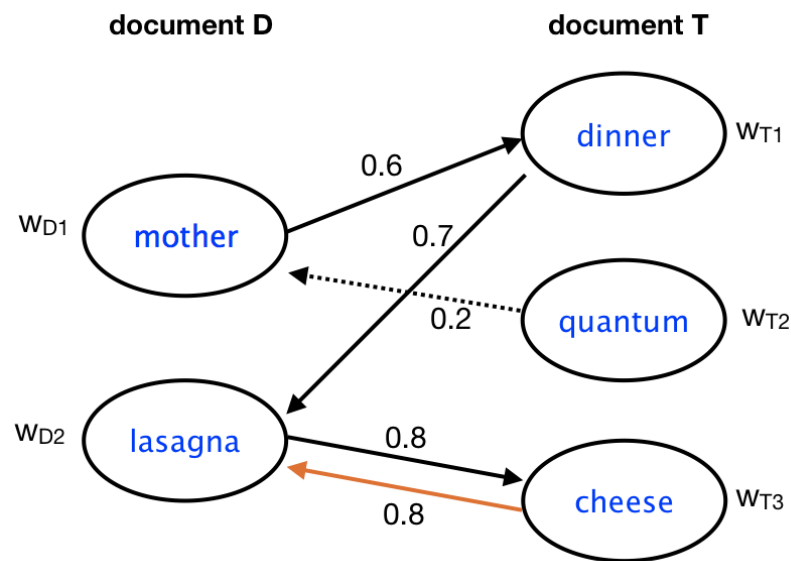 document D
document T
dinner
wT1
0.6
wD1
mother
0.7
0.2
quantum
wT2
wD2
lasagna
0.8
0.8
cheese
wT3